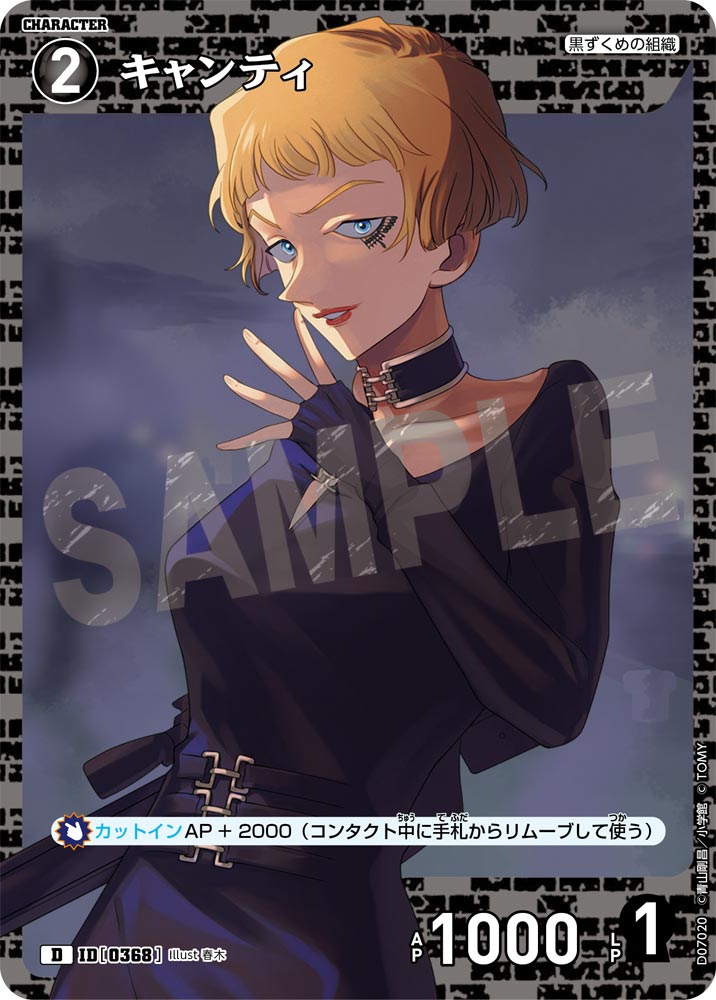 CHARACTER
2
キャンティ
黒ずくめの組織
SAMPLE
カットインAP+2000(コンタクト中に手札からリムーブして使う)
ちゅう
て ふだ
つか
D ID[0368] Illust 春木
AP 1000 LP 1
D07020 ©青山剛昌/小学館 ©TOMY